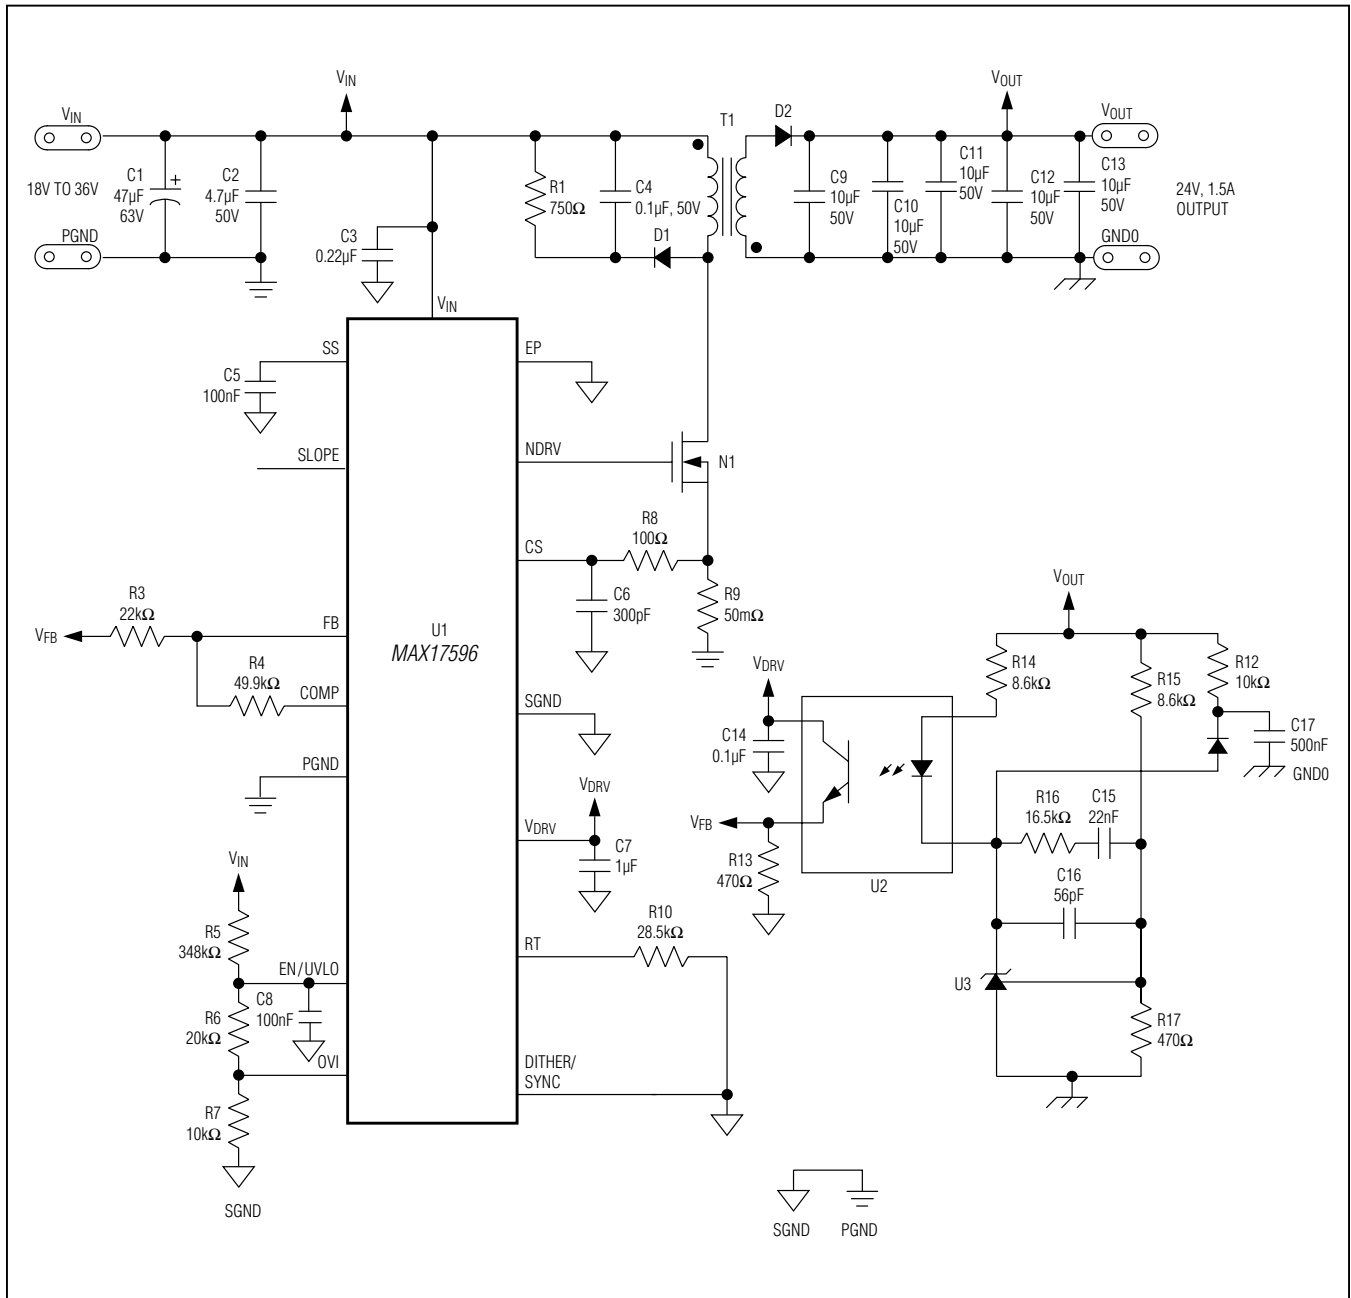 VIN
VOUT
VIN
T1
D2
VOUT
18V TO 36V
C1
47µF
63V
+
C2
4.7µF
50V
R1
750Ω
C4
0.1µF, 50V
C9
10µF
50V
C10
10µF
50V
C11
10µF
50V
C12
10µF
50V
C13
10µF
50V
24V, 1.5A
OUTPUT
PGND
C3
0.22µF
D1
GND0
VIN
SS
EP
C5
100nF
SLOPE
NDRV
N1
CS
R8
100Ω
C6
300pF
R9
50mΩ
VFB
R3
22kΩ
FB
U1
MAX17596
R4
49.9kΩ
COMP
SGND
PGND
VDRV
VDRV
C7
1µF
VDRV
C14
0.1µF
VFB
R13
470Ω
U2
VOUT
R14
8.6kΩ
R15
8.6kΩ
R12
10kΩ
C17
500nF
GND0
R16
16.5kΩ
C15
22nF
C16
56pF
U3
R17
470Ω
VIN
R5
348kΩ
EN/UVLO
C8
100nF
R6
20kΩ
OVI
R7
10kΩ
SGND
RT
R10
28.5kΩ
DITHER/
SYNC
SGND
PGND